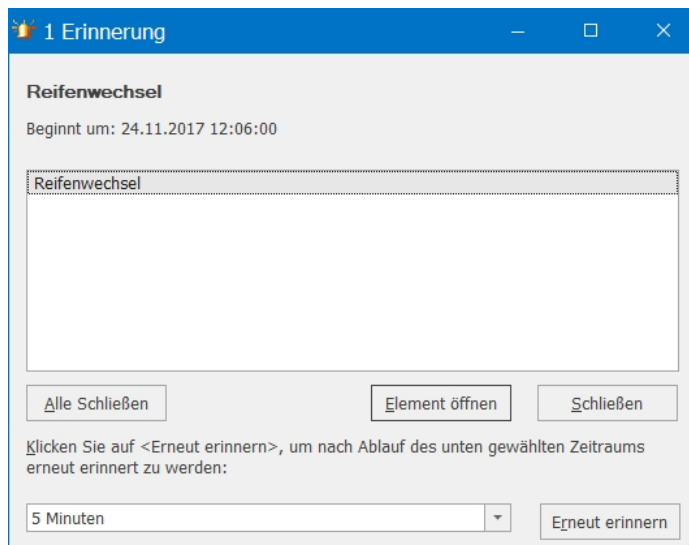 1 Erinnerung
Reifenwechsel
Beginnt um: 24.11.2017 12:06:00
Reifenwechsel
Alle Schließen
Element öffnen
Schließen
Klicken Sie auf <Erneut erinnern>, um nach Ablauf des unten gewählten Zeitraums
erneut erinnert zu werden:
5 Minuten
Erneut erinnern